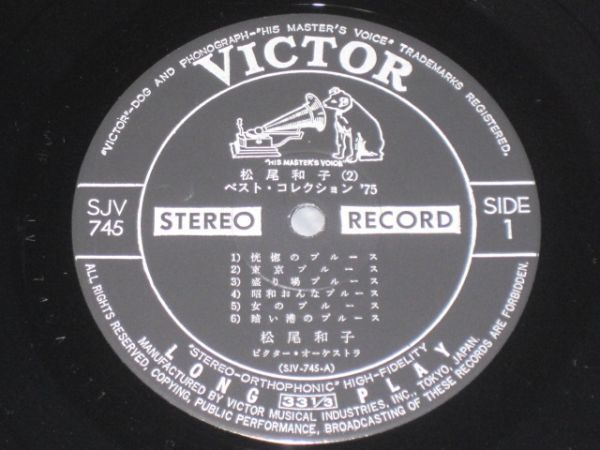 "VICTOR"–DOG AND PHONOGRAPH–"HIS MASTER'S VOICE" TRADEMARKS REGISTERED.
VICTOR
"HIS MASTER'S VOICE"
松尾和子(2)
ベスト・コレクション '75
SJV
745
STEREO RECORD
SIDE
1
1) 恍惚のブルース
2) 東京ブルース
3) 盛り場ブルース
4) 昭和おんなブルース
5) 女のブルース
6) 暗い港のブルース
松尾和子
ビクター・オーケストラ
(SJV-745-A)
"STEREO-ORTHOPHONIC" HIGH-FIDELITY
LONG 33 1/3 PLAY
MANUFACTURED BY VICTOR MUSICAL INDUSTRIES, INC., TOKYO, JAPAN.
ALL RIGHTS RESERVED, COPYING, PUBLIC PERFORMANCE, BROADCASTING OF THESE RECORDS ARE FORBIDDEN.